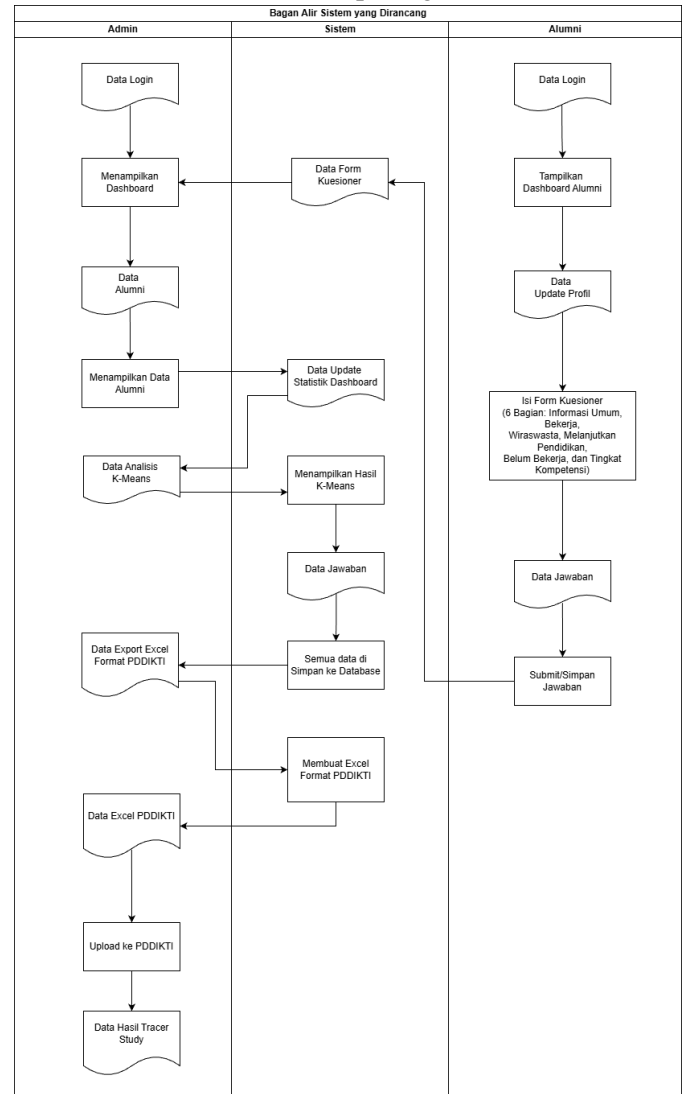 Bagan Alir Sistem yang Dirancang
Admin
Sistem
Alumni
Data Login
Menampilkan
Dashboard
Data
Alumni
Menampilkan Data
Alumni
Data Analisis
K-Means
Data Export Excel
Format PDDIKTI
Data Excel PDDIKTI
Upload ke PDDIKTI
Data Hasil Tracer
Study
Data Form
Kuesioner
Data Update
Statistik Dashboard
Menampilkan Hasil
K-Means
Data Jawaban
Semua data di
Simpan ke Database
Membuat Excel
Format PDDIKTI
Data Login
Tampilkan
Dashboard Alumni
Data
Update Profil
Isi Form Kuesioner
(6 Bagian: Informasi Umum,
Bekerja,
Wiraswasta, Melanjutkan
Pendidikan,
Belum Bekerja, dan Tingkat
Kompetensi)
Data Jawaban
Submit/Simpan
Jawaban